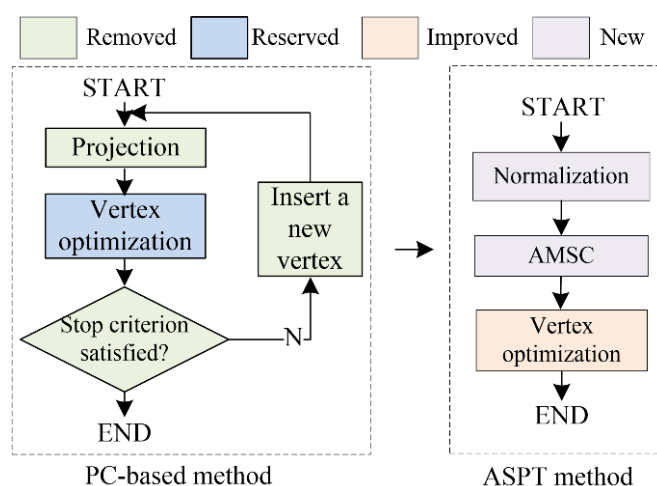 Removed
Reserved
Improved
New
START
Projection
Vertex
optimization
Stop criterion
satisfied?
N
Insert a
new
vertex
END
PC-based method
START
Normalization
AMSC
Vertex
optimization
END
ASPT method